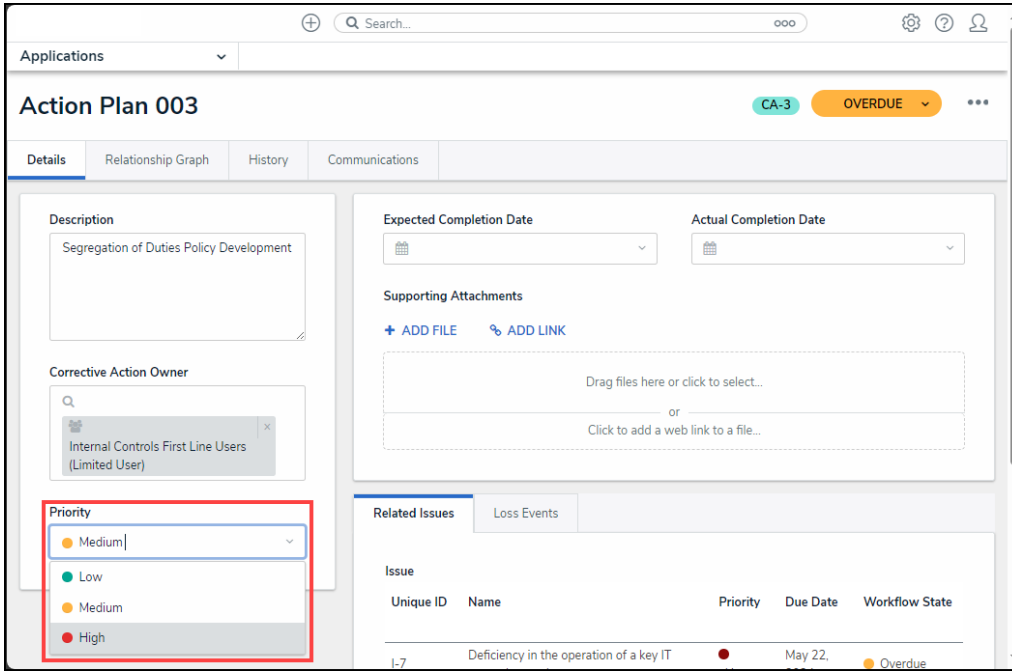 Search...
Applications
Action Plan 003
CA-3
OVERDUE
Details
Relationship Graph
History
Communications
Description
Segregation of Duties Policy Development
Corrective Action Owner
Internal Controls First Line Users
(Limited User)
Priority
Medium
Low
Medium
High
Expected Completion Date
Actual Completion Date
Supporting Attachments
+ ADD FILE
ADD LINK
Drag files here or click to select...
or
Click to add a web link to a file...
Related Issues
Loss Events
Issue
Unique ID Name Priority Due Date Workflow State
I-7 Deficiency in the operation of a key IT May 22, Overdue